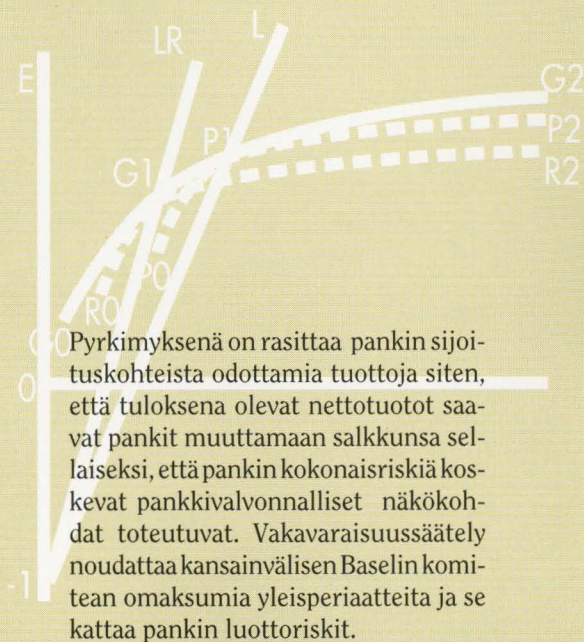 LR
L
E
G2
P1
P2
G1
R2
P0
R0
G0
Pyrkimyksenä on rasittaa pankin sijoi-
tuskohteista odottamia tuottoja siten,
0
että tuloksena olevat nettotuotot saa-
vat pankit muuttamaan salkkunsa sel-
laiseksi, että pankin kokonaisriskiä kos-
kevat pankkivalvonnalliset näkökoh-
dat toteutuvat. Vakavaraisuussäätely
noudattaa kansainvälisen Baselin komi-
-1
tean omaksumia yleisperiaatteita ja se
kattaa pankin luottoriskit.